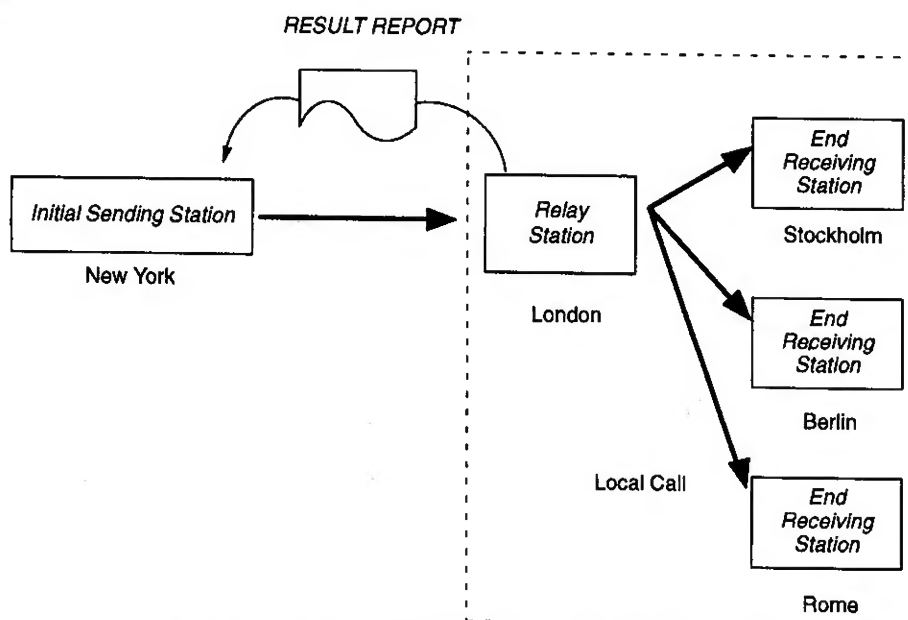 RESULT REPORT
Initial Sending Station
New York
Relay
Station
London
End
Receiving
Station
Stockholm
End
Receiving
Station
Berlin
Local Call
End
Receiving
Station
Rome